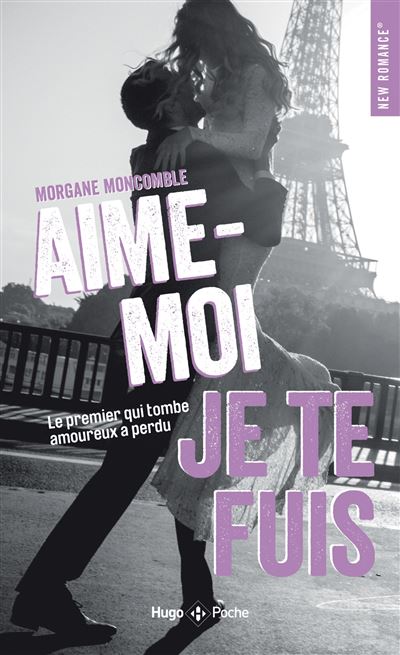 NEW ROMANCE®
MORGANE MONCOMBLE
AIME-
MOI
Le premier qui tombe
amoureux a perdu
JE TE
FUIS
Hugo Poche